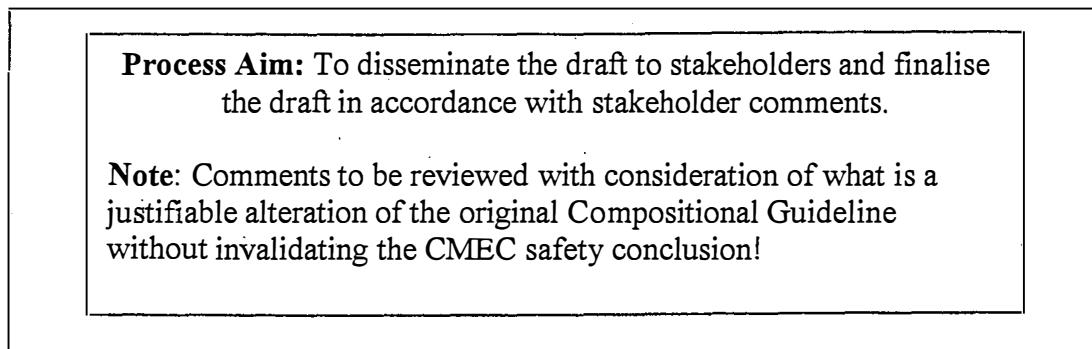 Process Aim: To disseminate the draft to stakeholders and finalise
the draft in accordance with stakeholder comments.
Note: Comments to be reviewed with consideration of what is a
justifiable alteration of the original Compositional Guideline
without invalidating the CMEC safety conclusion!